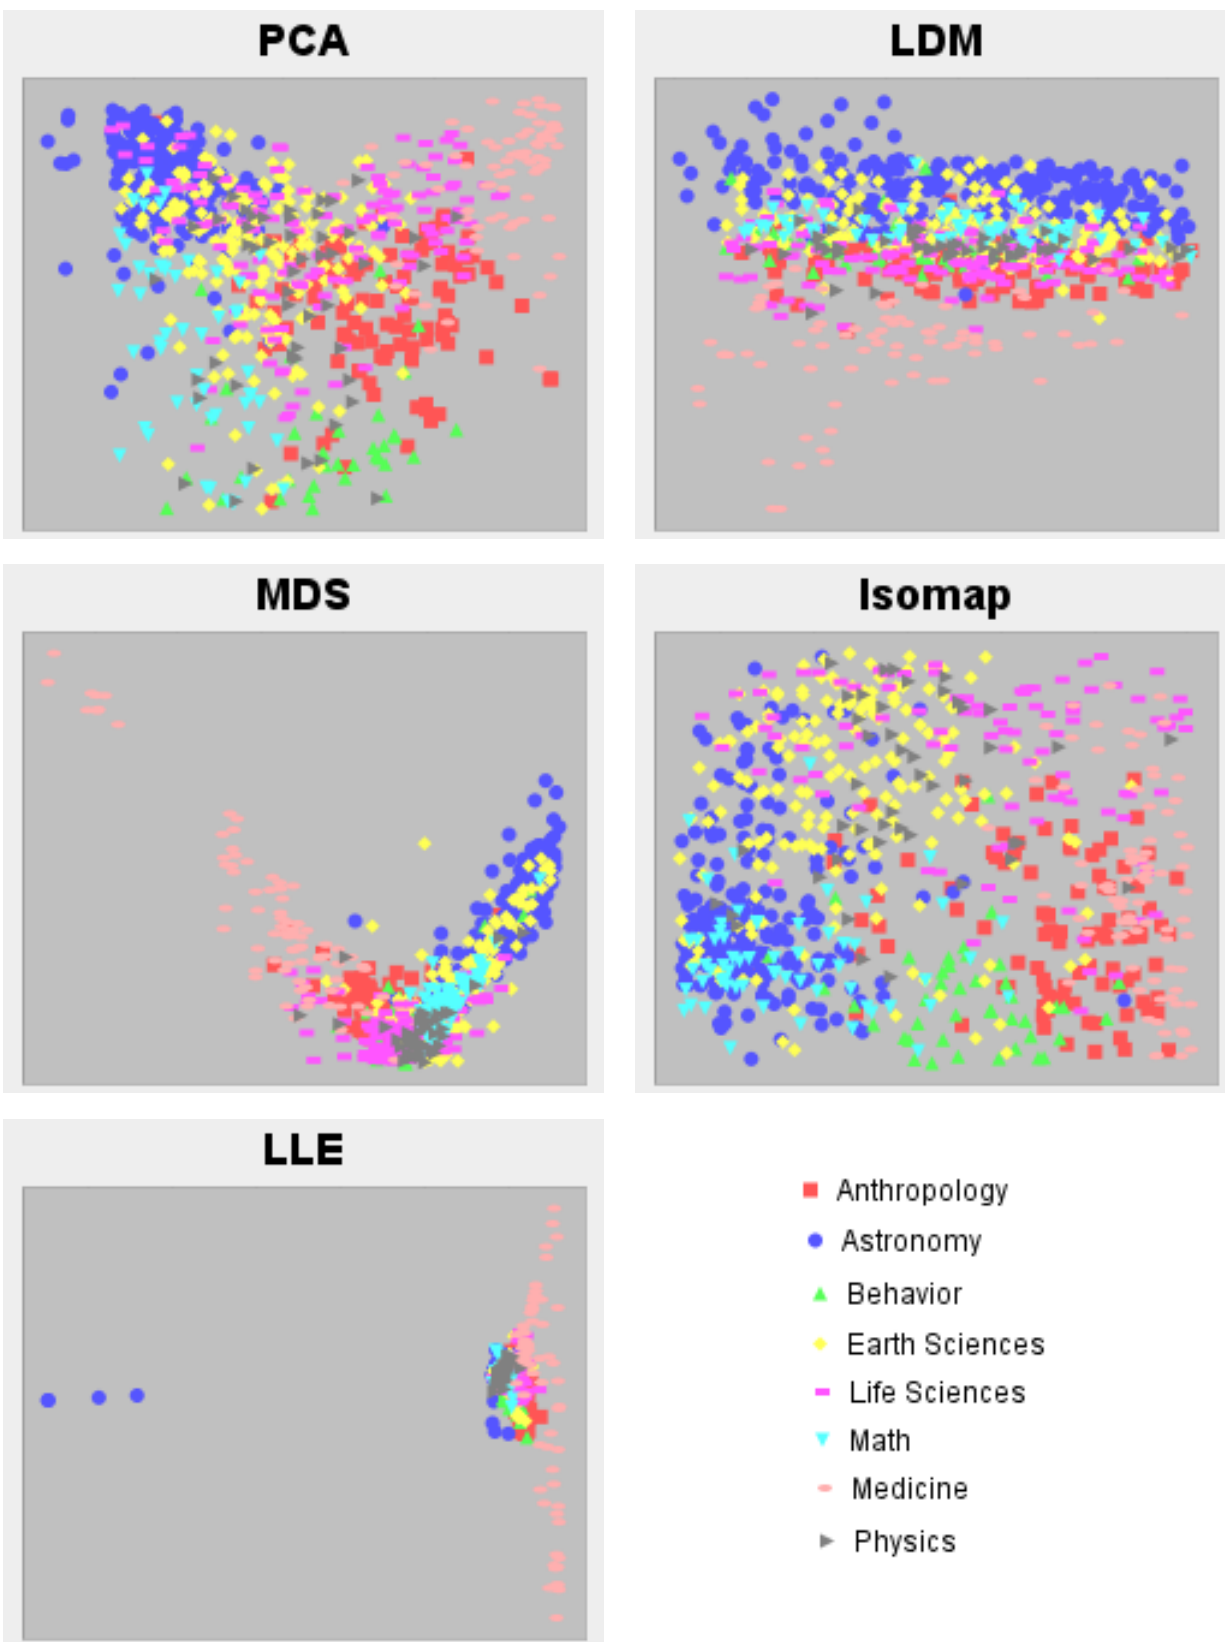 PCA
LDM
MDS
Isomap
LLE
Anthropology
Astronomy
Behavior
Earth Sciences
Life Sciences
Math
Medicine
Physics